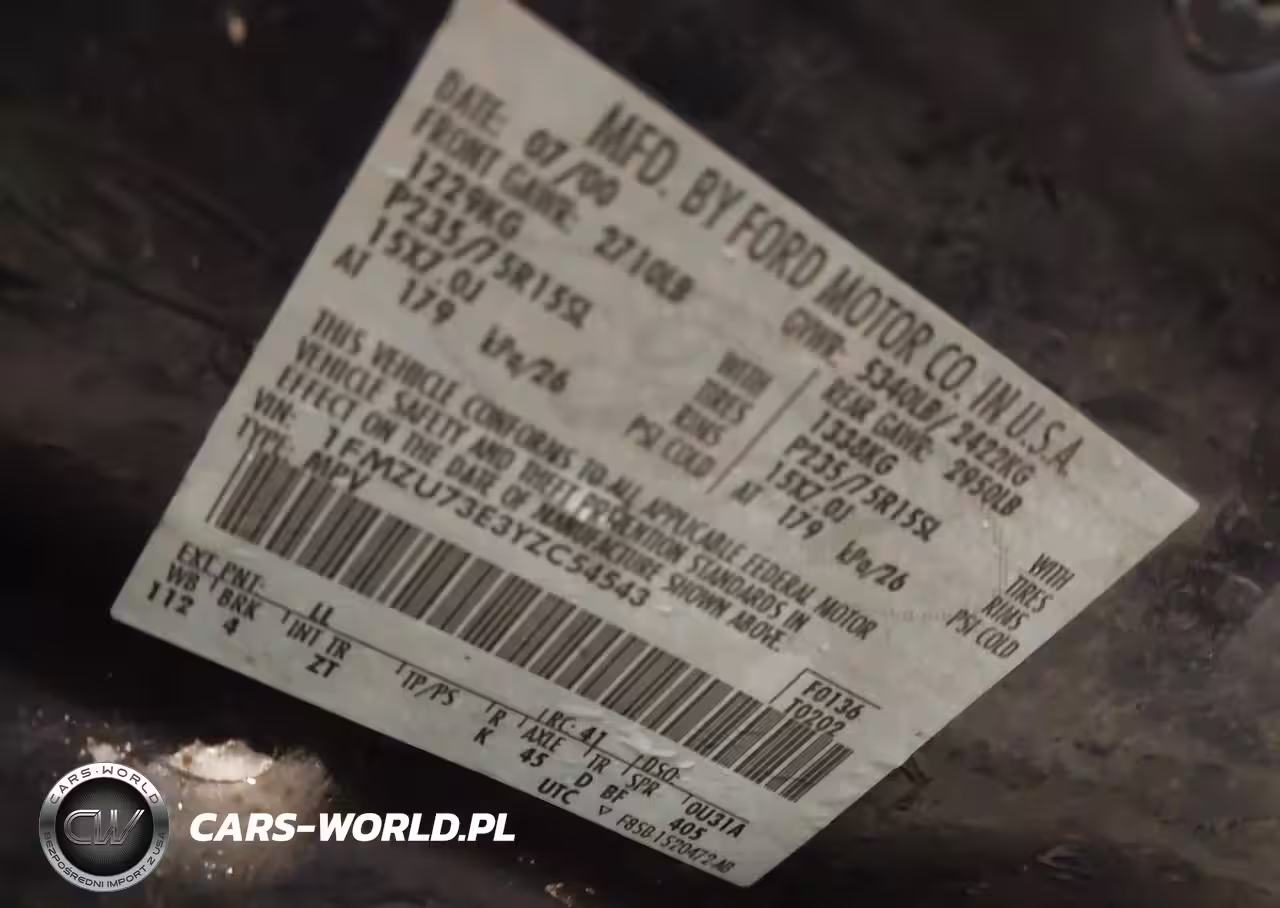 MFD. BY FORD MOTOR CO. IN U.S.A.
DATE: 07/00
GVWR: 5340LB/ 2422KG
FRONT GAWR: 2710LB
1229KG
P235/75R15SL
15X7.0J
AT 179 kPa/26
WITH
TIRES
RIMS
PSI COLD
REAR GAWR: 2950LB
1338KG
P235/75R15SL
15X7.0J
AT 179 kPa/26
WITH
TIRES
RIMS
PSI COLD
THIS VEHICLE CONFORMS TO ALL APPLICABLE FEDERAL MOTOR
VEHICLE SAFETY AND THEFT PREVENTION STANDARDS IN
EFFECT ON THE DATE OF MANUFACTURE SHOWN ABOVE.
VIN: 1FMZU73E3YZC54543
TYPE: MPV
F0136
T0202
EXT PNT: LL RC: 41 DSO:
WB BRK INT TR TP/PS R AXLE TR SPR 0U31A
112 4 ZT K 45 D BF 405
UTC F85B-1520472-AB
CARS-WORLD
CW
BEZPOŚREDNI IMPORT Z USA
CARS-WORLD.PL